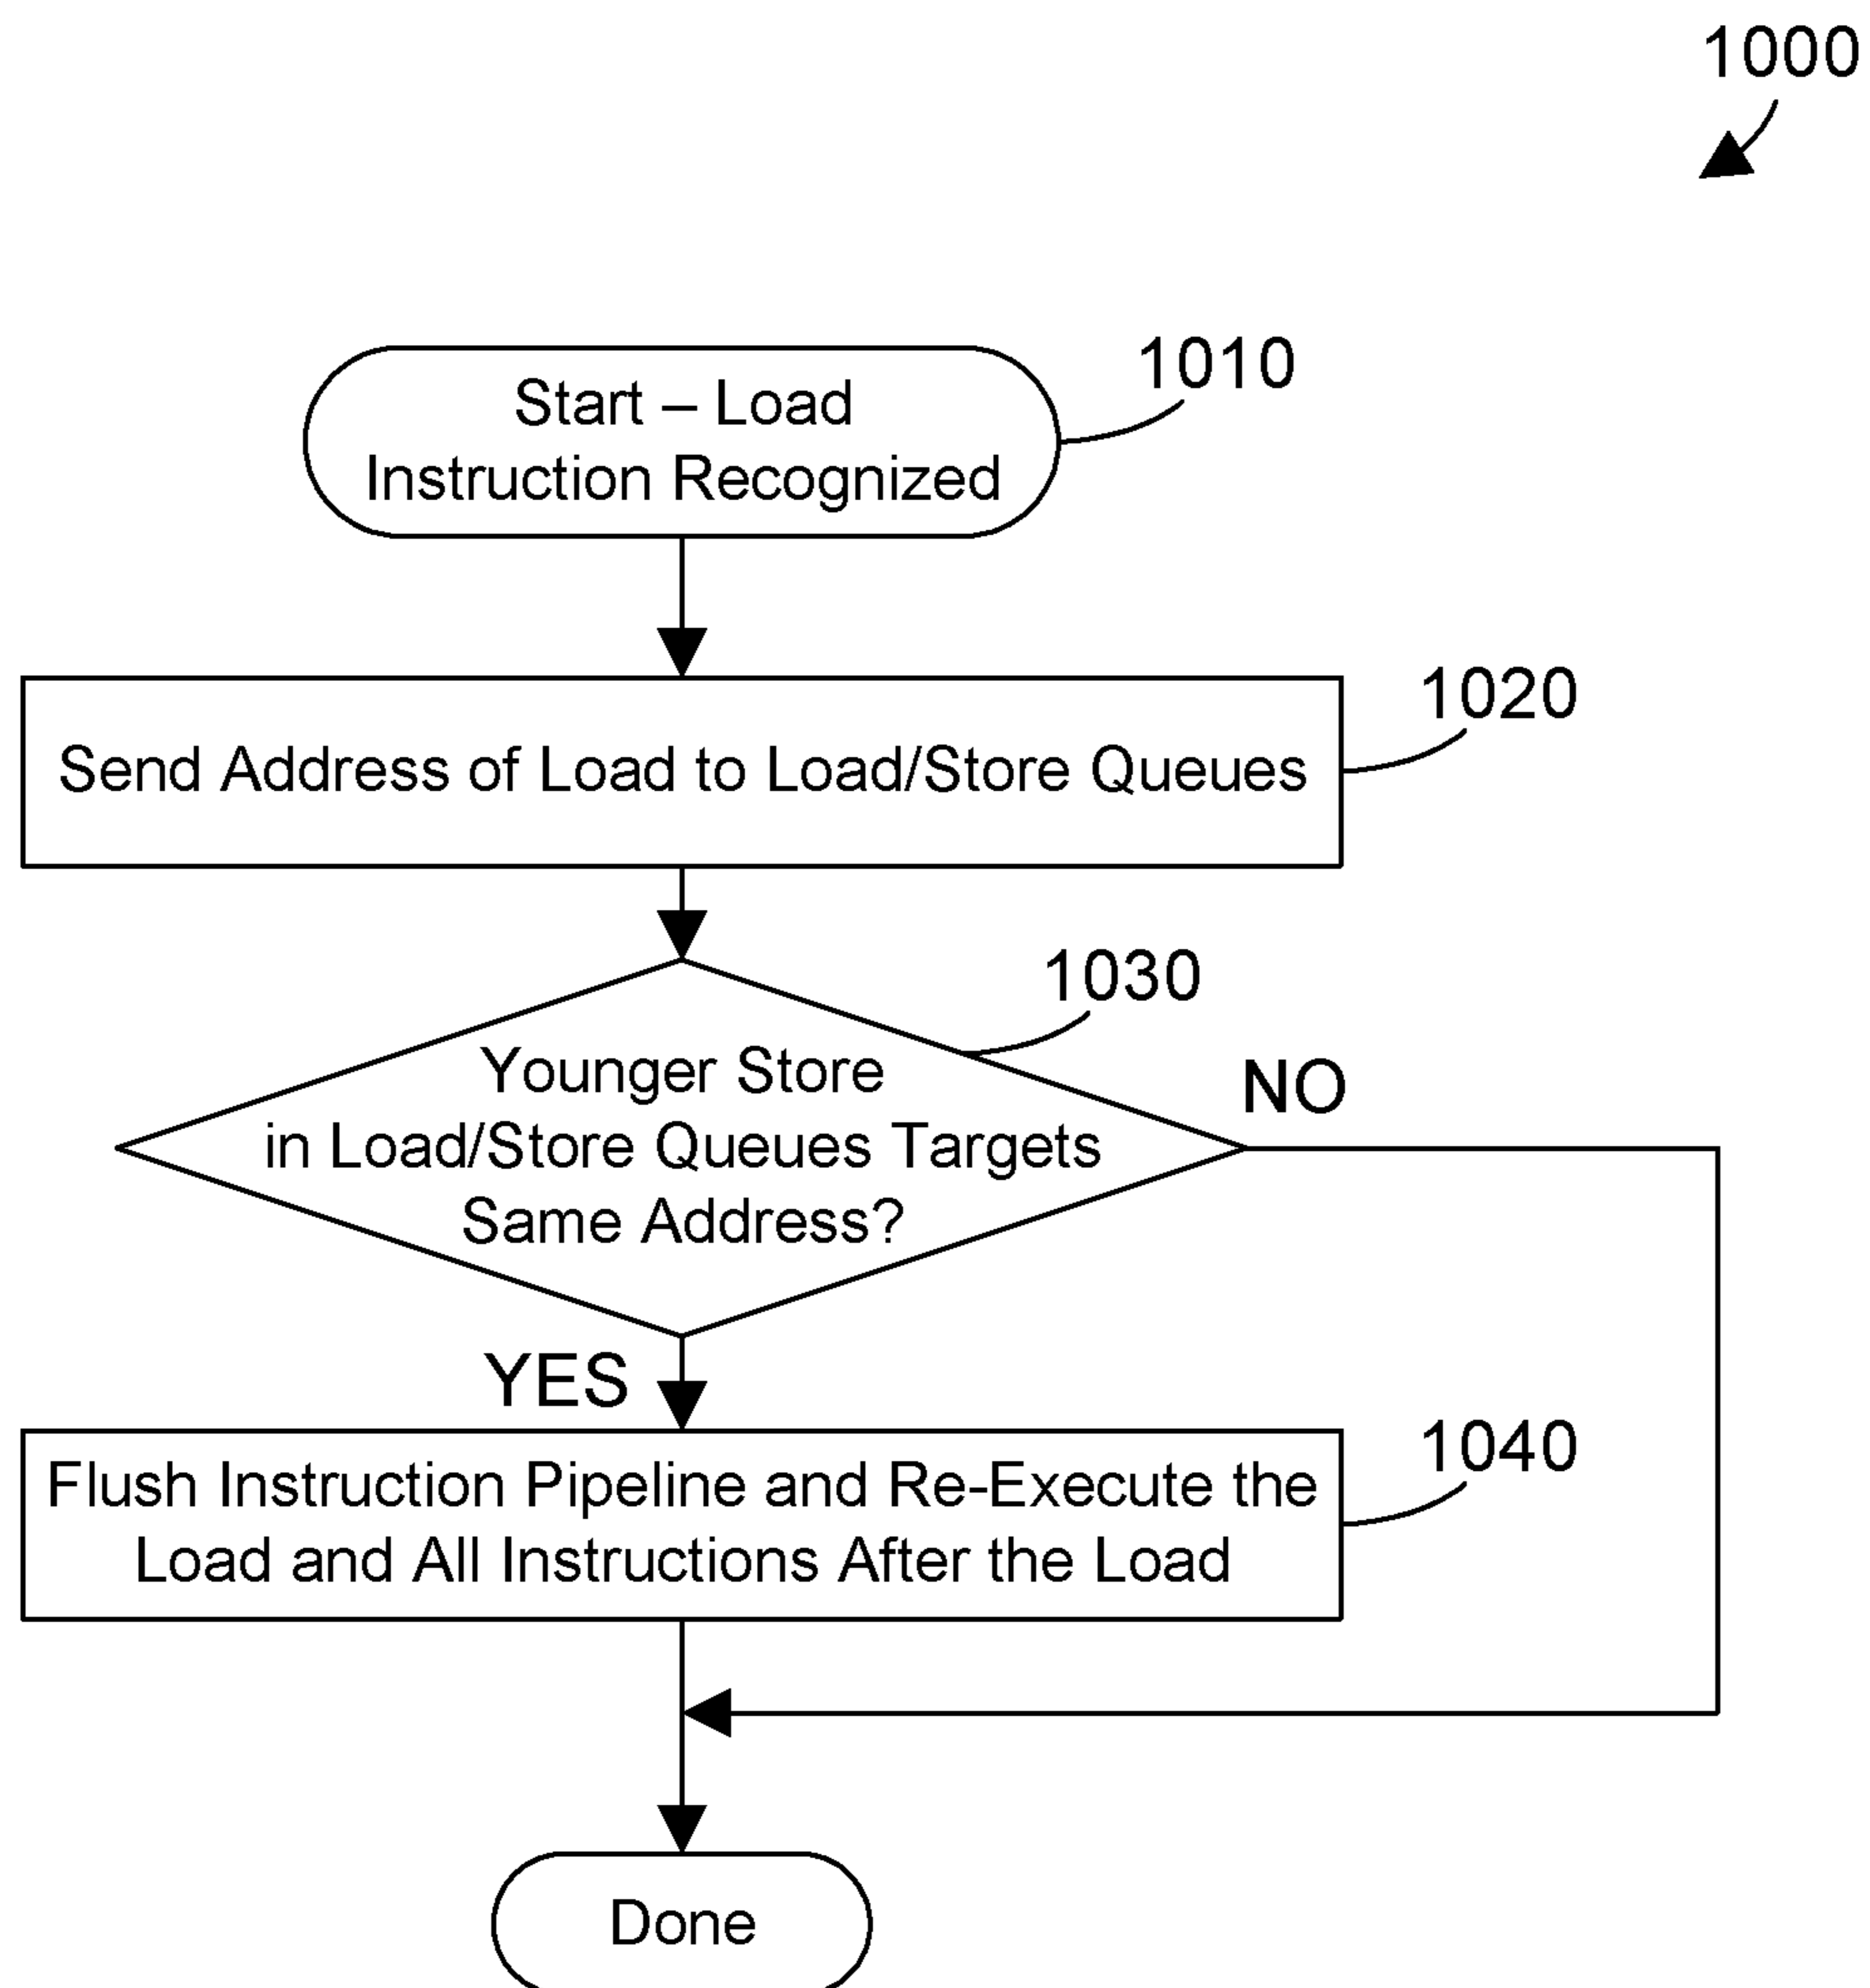 1000
Start – Load
Instruction Recognized
1010
Send Address of Load to Load/Store Queues
1020
Younger Store
in Load/Store Queues Targets
Same Address?
1030
NO
YES
Flush Instruction Pipeline and Re-Execute the
Load and All Instructions After the Load
1040
Done